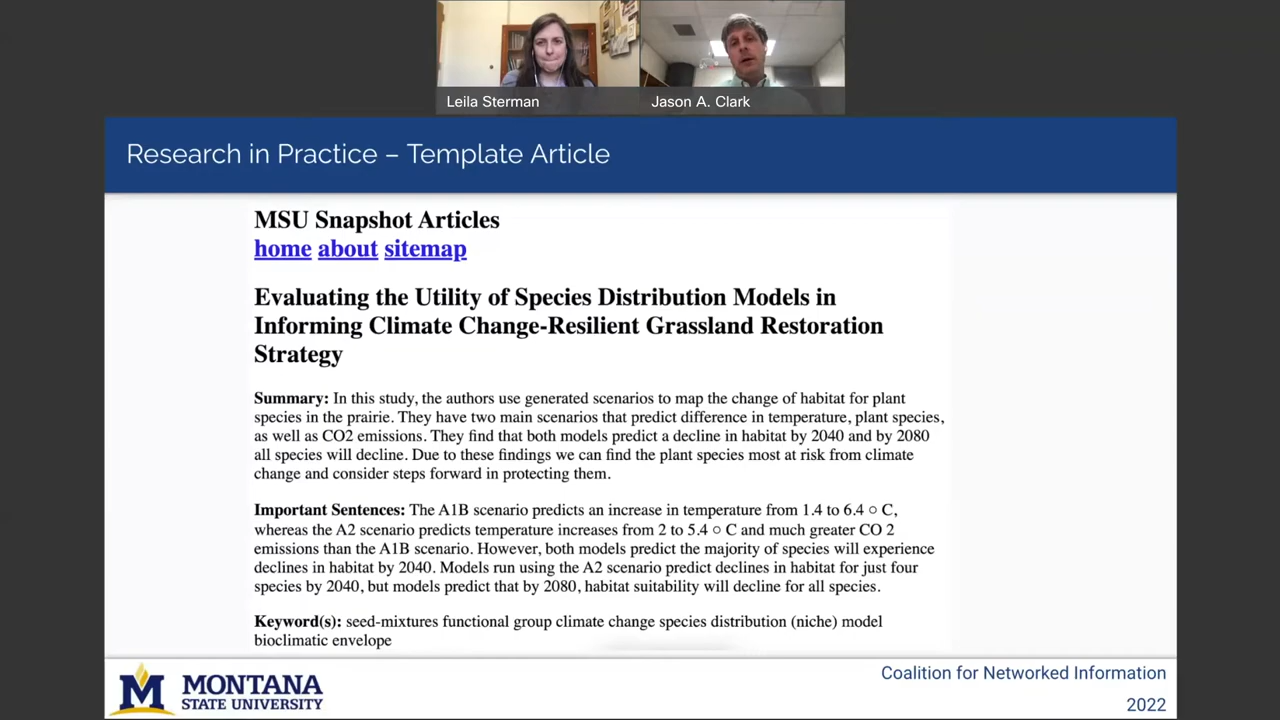 Leila Sterman
Jason A. Clark
Research in Practice – Template Article
MSU Snapshot Articles
home about sitemap
Evaluating the Utility of Species Distribution Models in
Informing Climate Change-Resilient Grassland Restoration
Strategy
Summary: In this study, the authors use generated scenarios to map the change of habitat for plant
species in the prairie. They have two main scenarios that predict difference in temperature, plant species,
as well as CO2 emissions. They find that both models predict a decline in habitat by 2040 and by 2080
all species will decline. Due to these findings we can find the plant species most at risk from climate
change and consider steps forward in protecting them.
Important Sentences: The A1B scenario predicts an increase in temperature from 1.4 to 6.4 ○ C,
whereas the A2 scenario predicts temperature increases from 2 to 5.4 ○ C and much greater CO 2
emissions than the A1B scenario. However, both models predict the majority of species will experience
declines in habitat by 2040. Models run using the A2 scenario predict declines in habitat for just four
species by 2040, but models predict that by 2080, habitat suitability will decline for all species.
Keyword(s): seed-mixtures functional group climate change species distribution (niche) model
bioclimatic envelope
M MONTANA
STATE UNIVERSITY
Coalition for Networked Information
2022